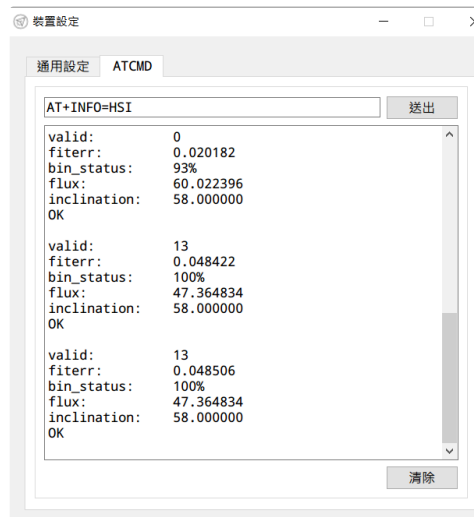 裝置設定
通用設定 ATCMD
AT+INFO=HSI 送出
valid: 0
fiterr: 0.020182
bin_status: 93%
flux: 60.022396
inclination: 58.000000
OK
valid: 13
fiterr: 0.048422
bin_status: 100%
flux: 47.364834
inclination: 58.000000
OK
valid: 13
fiterr: 0.048506
bin_status: 100%
flux: 47.364834
inclination: 58.000000
OK
清除